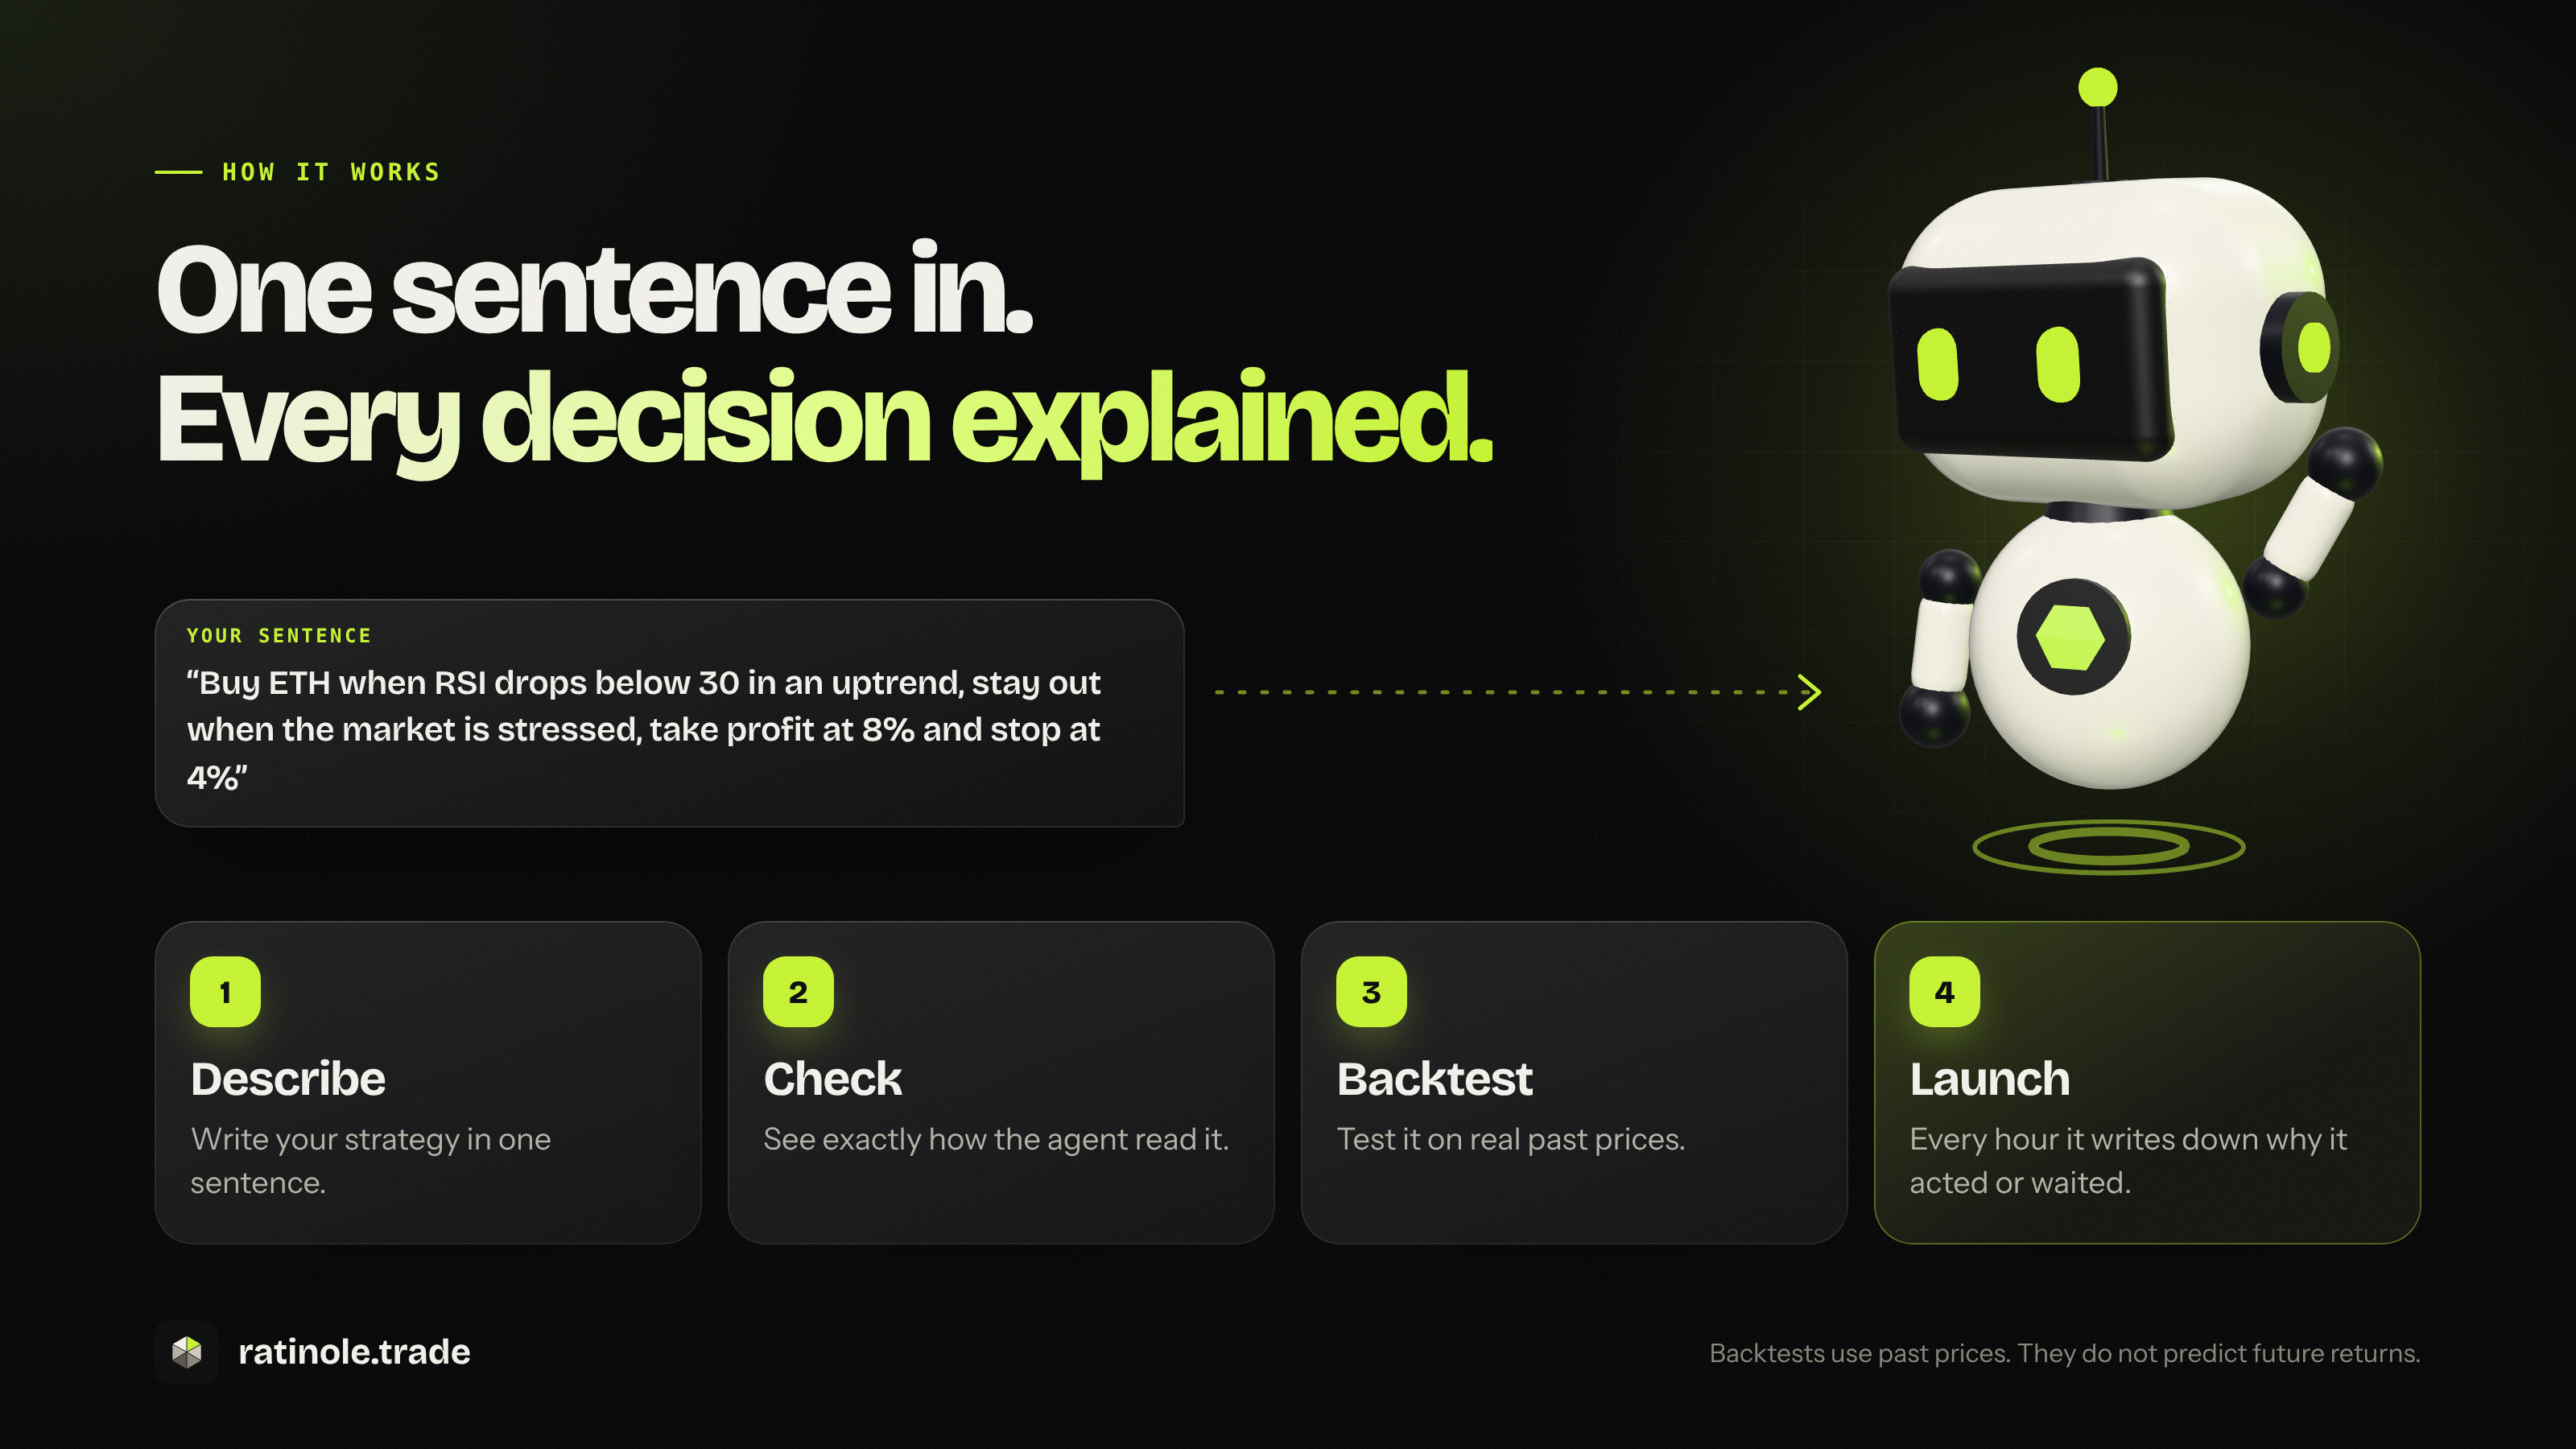 HOW IT WORKS
One sentence in.
Every decision explained.
YOUR SENTENCE
“Buy ETH when RSI drops below 30 in an uptrend, stay out
when the market is stressed, take profit at 8% and stop at
4%”
1
Describe
Write your strategy in one
sentence.
2
Check
See exactly how the agent read it.
3
Backtest
Test it on real past prices.
4
Launch
Every hour it writes down why it
acted or waited.
ratinole.trade
Backtests use past prices. They do not predict future returns.